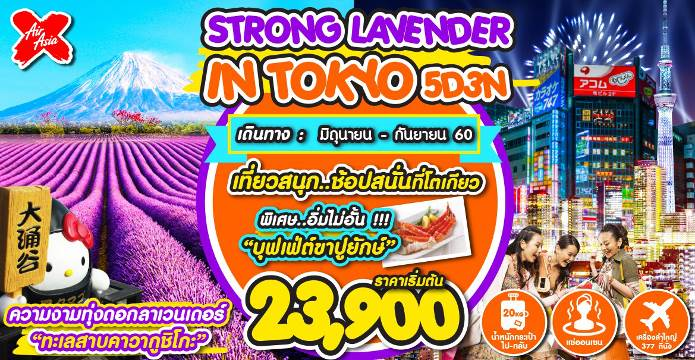 Air
Asia
STRONG LAVENDER
IN TOKYO 5D3N
เดินทาง : มิถุนายน - กันยายน 60
เที่ยวสนุก..ช้อปสนั่นที่โตเกียว
พิเศษ..อิ่มไม่อั้น !!!
“บุฟเฟ่ต์ขาปูยักษ์”
ราคาเริ่มต้น
23,900
大涌谷
ความงามทุ่งดอกลาเวนเดอร์
“ทะเลสาบคาวากูชิโกะ”
アコム
カラオケ
747
20KG
น้ำหนักกระเป๋า
ไป-กลับ
แช่ออนเซน
เครื่องลำใหญ่
377 ที่นั่ง